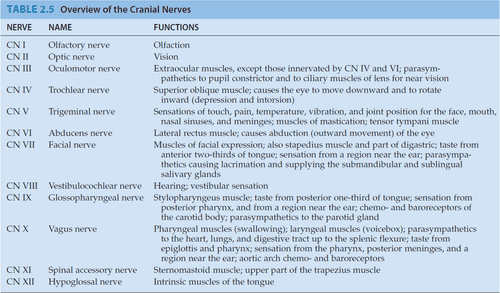 TABLE 2.5 Overview of the Cranial Nerves
NERVE NAME FUNCTIONS
CN I Olfactory nerve Olfaction
CN II Optic nerve Vision
CN III Oculomotor nerve Extraocular muscles, except those innervated by CN IV and VI; parasym-
pathetics to pupil constrictor and to ciliary muscles of lens for near vision
CN IV Trochlear nerve Superior oblique muscle; causes the eye to move downward and to rotate
inward (depression and intorsion)
CN V Trigeminal nerve Sensations of touch, pain, temperature, vibration, and joint position for the face, mouth,
nasal sinuses, and meninges; muscles of mastication; tensor tympani muscle
CN VI Abducens nerve Lateral rectus muscle; causes abduction (outward movement) of the eye
CN VII Facial nerve Muscles of facial expression; also stapedius muscle and part of digastric; taste from
anterior two-thirds of tongue; sensation from a region near the ear; parasympa-
thetics causing lacrimation and supplying the submandibular and sublingual
salivary glands
CN VIII Vestibulocochlear nerve Hearing; vestibular sensation
CN IX Glossopharyngeal nerve Stylopharyngeus muscle; taste from posterior one-third of tongue; sensation from
posterior pharynx, and from a region near the ear; chemo- and baroreceptors
of the carotid body; parasympathetics to the parotid gland
CN X Vagus nerve Pharyngeal muscles (swallowing); laryngeal muscles (voicebox); parasympathetics
to the heart, lungs, and digestive tract up to the splenic flexure; taste from
epiglottis and pharynx; sensation from the pharynx, posterior meninges, and a
region near the ear; aortic arch chemo- and baroreceptors
CN XI Spinal accessory nerve Sternomastoid muscle; upper part of the trapezius muscle
CN XII Hypoglossal nerve Intrinsic muscles of the tongue